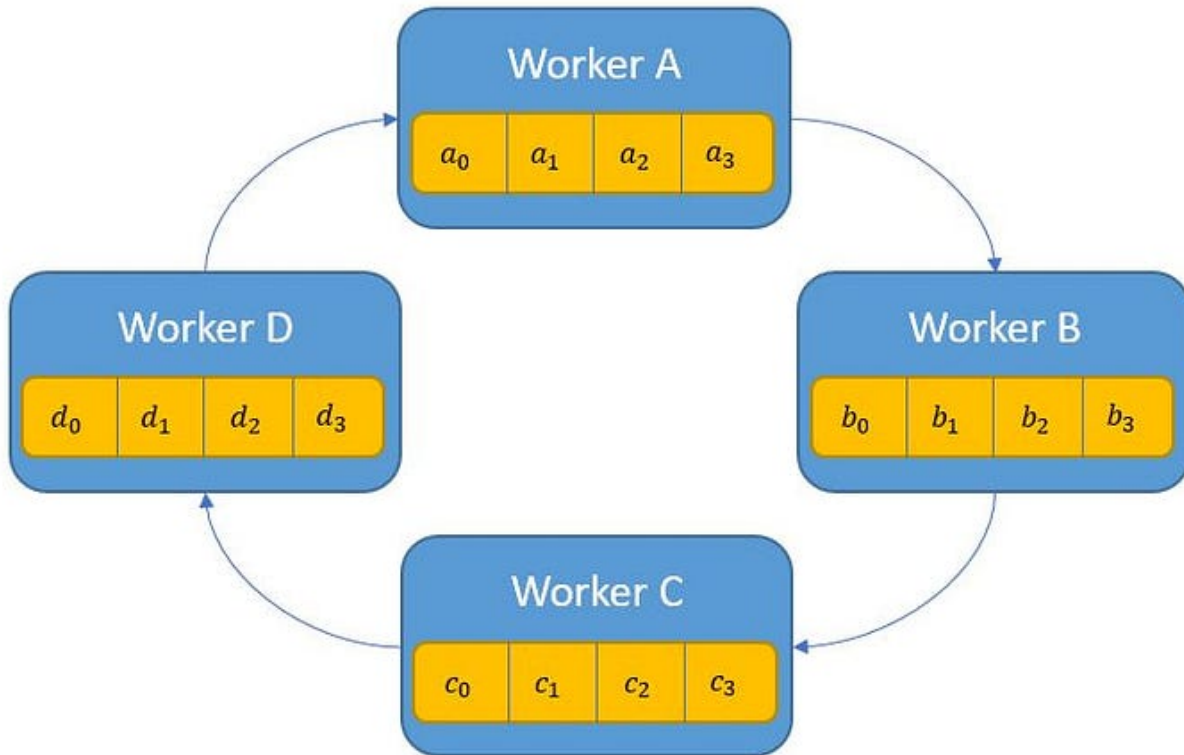 Worker A
a₀ a₁ a₂ a₃
Worker D
d₀ d₁ d₂ d₃
Worker B
b₀ b₁ b₂ b₃
Worker C
c₀ c₁ c₂ c₃